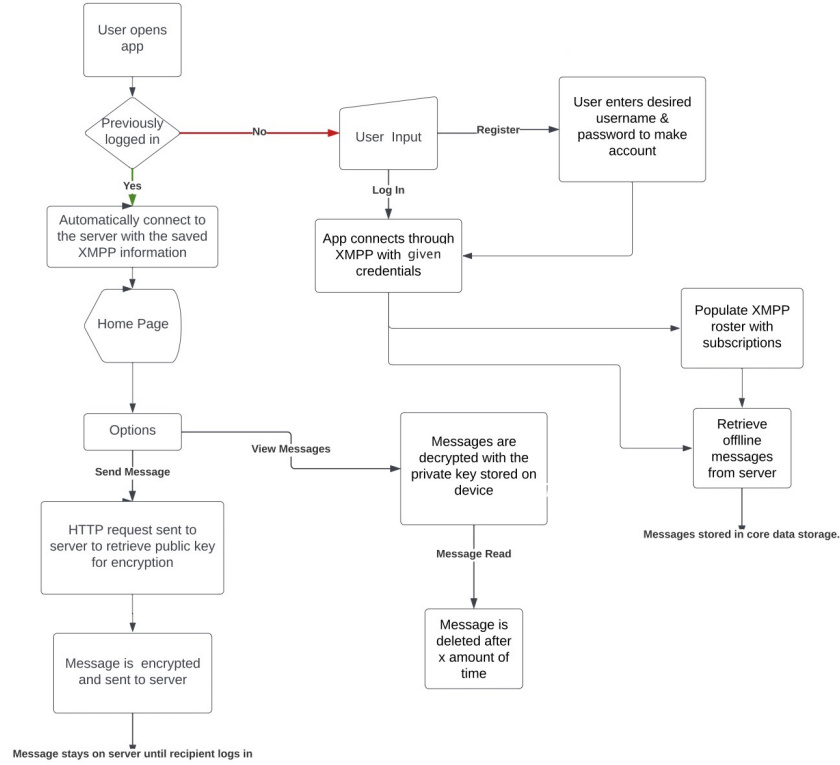 User opens
app
Previously
logged in
No
User Input
Register
User enters desired
username &
password to make
account
Yes
Log In
Automatically connect to
the server with the saved
XMPP information
App connects through
XMPP with given
credentials
Home Page
Populate XMPP
roster with
subscriptions
Options
View Messages
Messages are
decrypted with the
private key stored on
device
Retrieve
offlline
messages
from server
Send Message
HTTP request sent to
server to retrieve public key
for encryption
Messages stored in core data storage.
Message Read
Message is
deleted after
x amount of
time
Message is encrypted
and sent to server
Message stays on server until recipient logs in